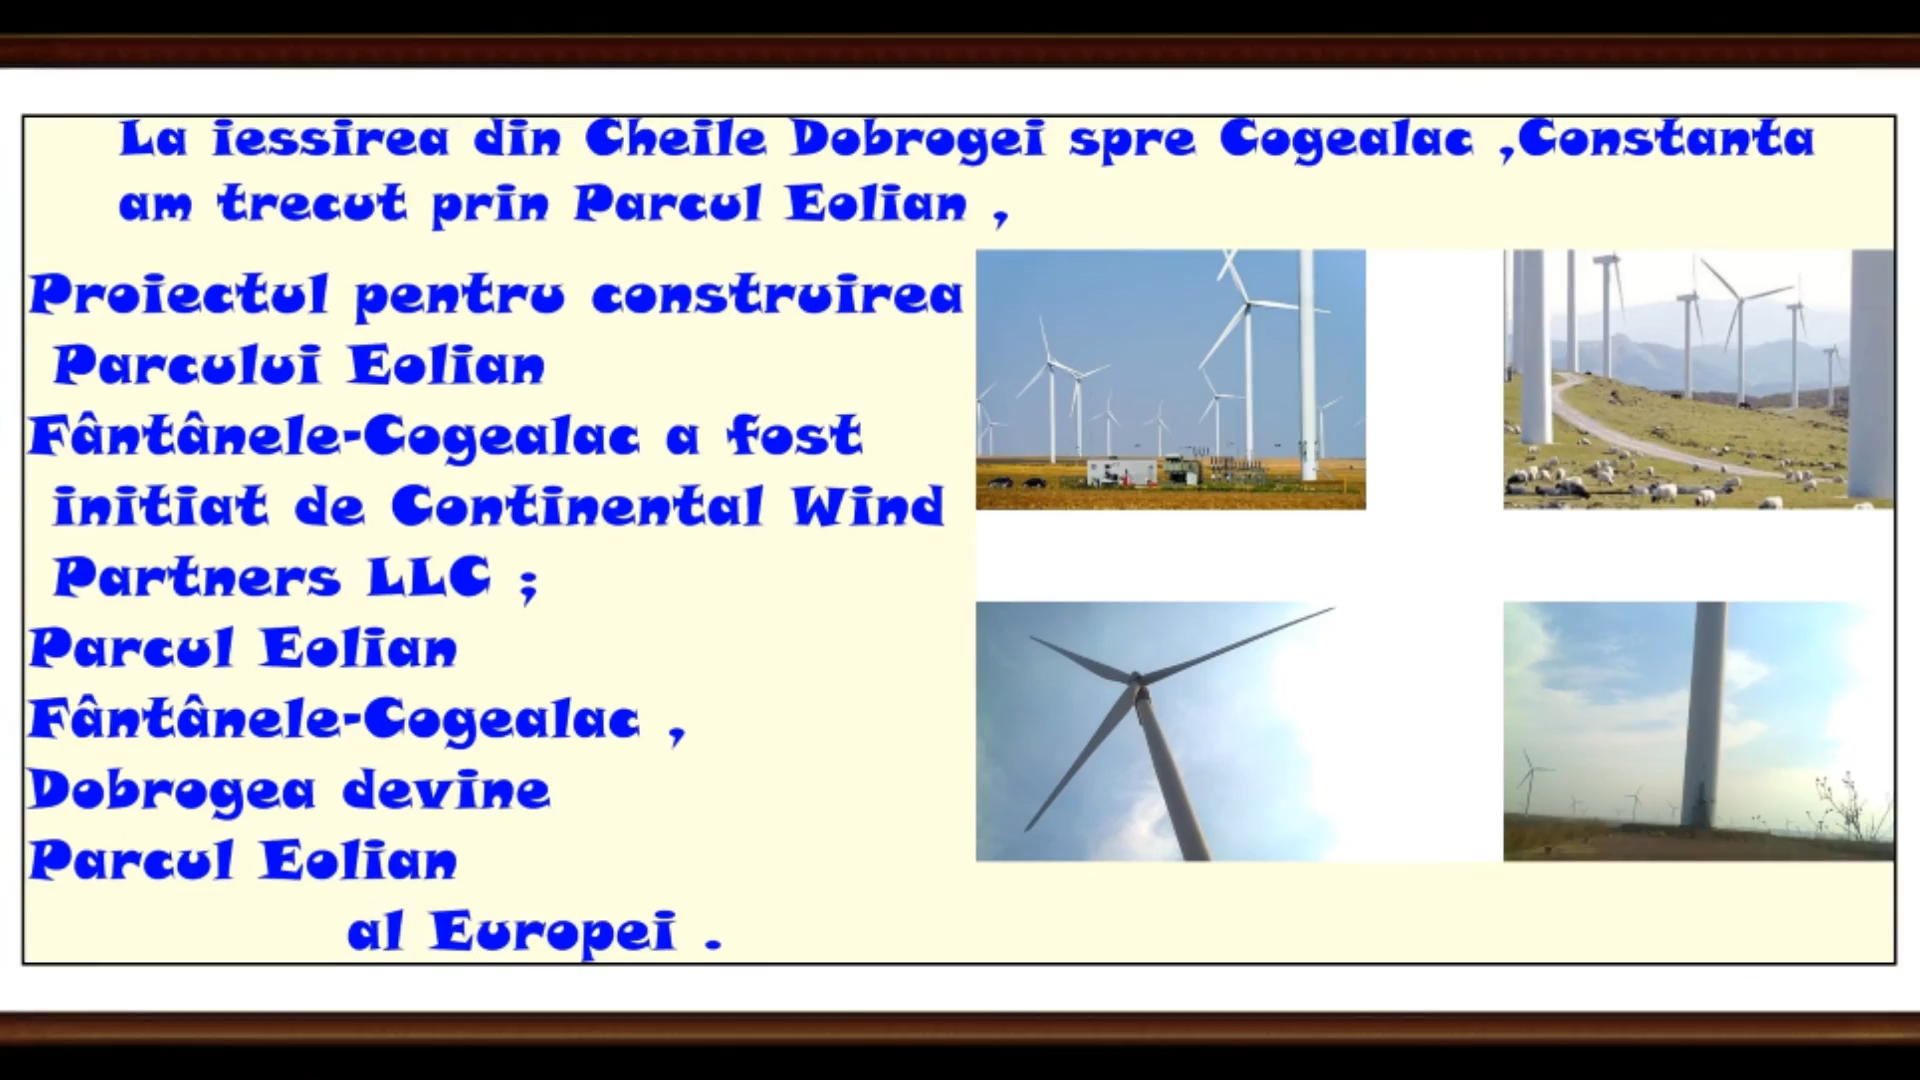 La iessirea din Cheile Dobrogei spre Cogealac ,Constanta
am trecut prin Parcul Eolian ,
Proiectul pentru construirea
Parcului Eolian
Fântânele-Cogealac a fost
initiat de Continental Wind
Partners LLC ;
Parcul Eolian
Fântânele-Cogealac ,
Dobrogea devine
Parcul Eolian
al Europei .